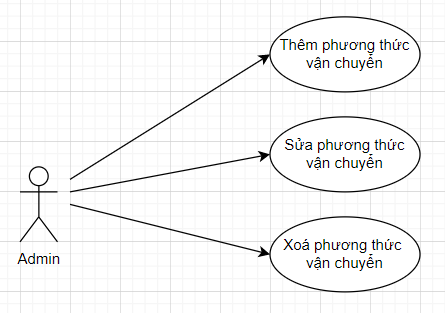 Thêm phương thức
vận chuyển
Sửa phương thức
vận chuyển
Xoá phương thức
vận chuyển
Admin